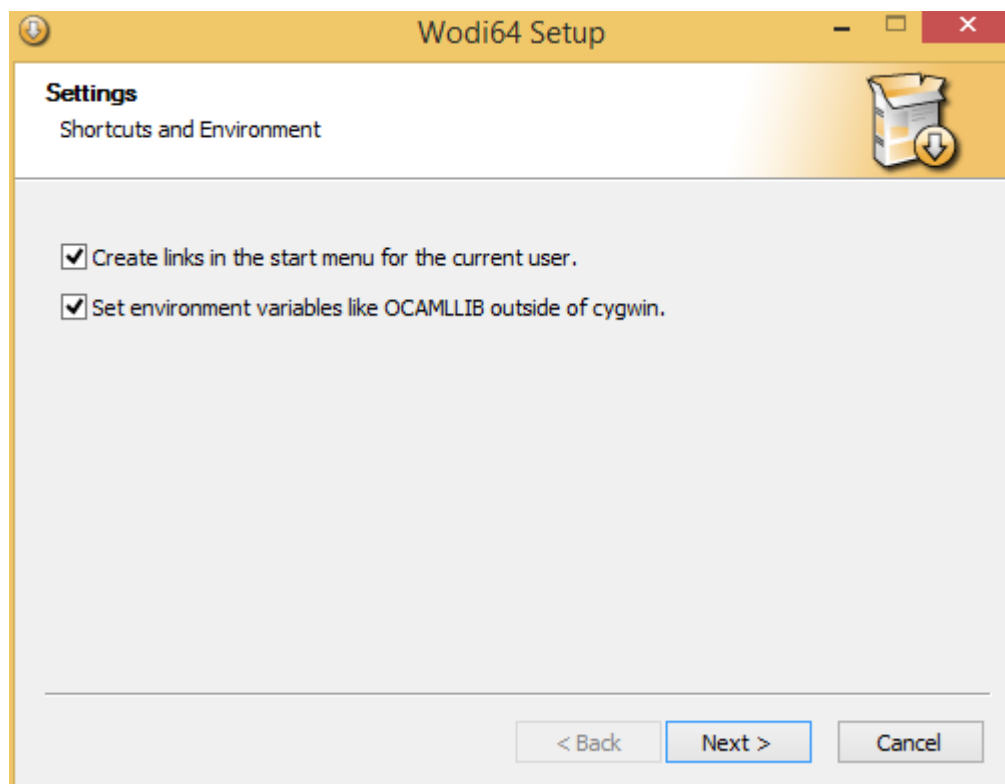 Wodi64 Setup
Settings
Shortcuts and Environment
Create links in the start menu for the current user.
Set environment variables like OCAMLLIB outside of cygwin.
< Back Next > Cancel